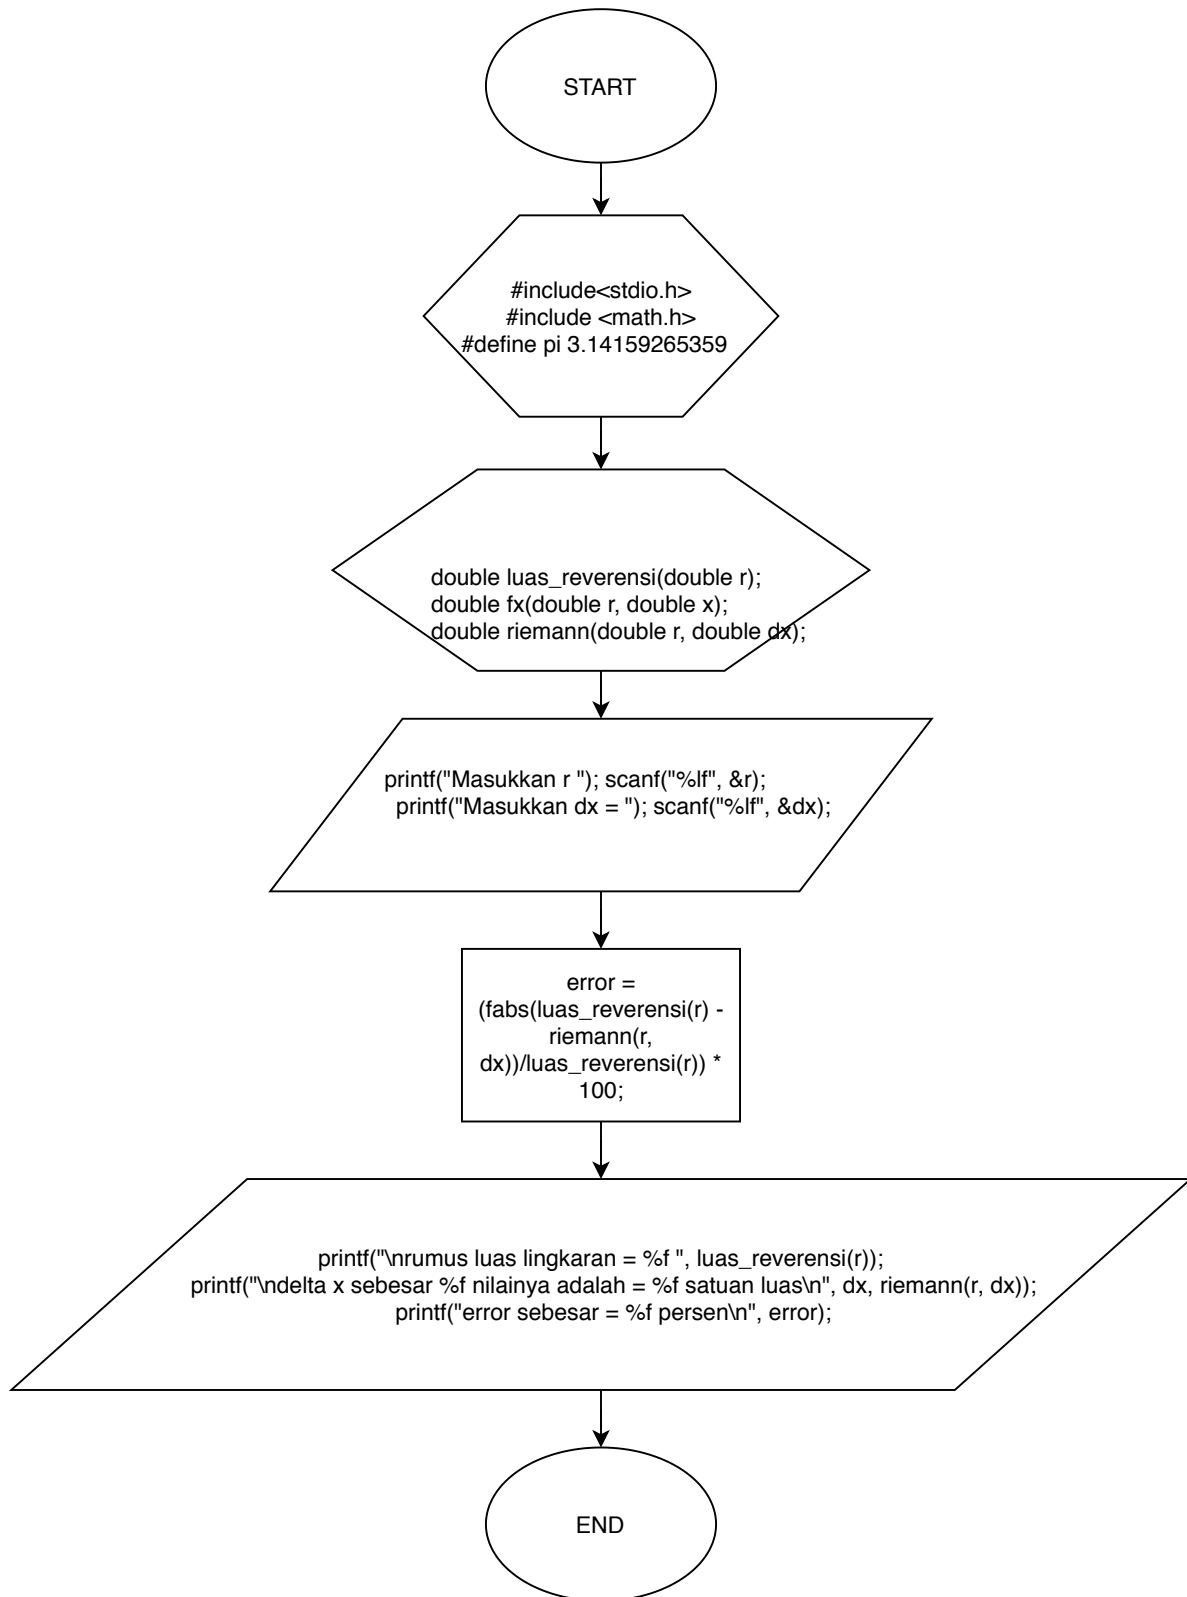 START
#include<stdio.h>
#include <math.h>
#define pi 3.14159265359
double luas_reverensi(double r);
double fx(double r, double x);
double riemann(double r, double dx);
printf("Masukkan r "); scanf("%lf", &r);
printf("Masukkan dx = "); scanf("%lf", &dx);
error =
(fabs(luas_reverensi(r) -
riemann(r,
dx))/luas_reverensi(r)) *
100;
printf("\nrumus luas lingkaran = %f ", luas_reverensi(r));
printf("\ndelta x sebesar %f nilainya adalah = %f satuan luas\n", dx, riemann(r, dx));
printf("error sebesar = %f persen\n", error);
END